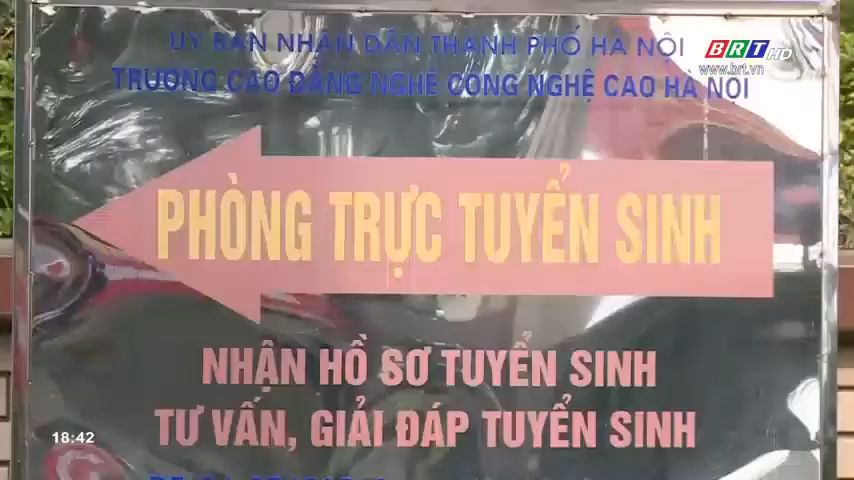 ỦY BAN NHÂN DÂN THÀNH PHỐ HÀ NỘI
TRƯỜNG CAO ĐẲNG NGHỀ CÔNG NGHỆ CAO HÀ NỘI
BRT HD
www.brt.vn
PHÒNG TRỰC TUYỂN SINH
NHẬN HỒ SƠ TUYỂN SINH
TƯ VẤN, GIẢI ĐÁP TUYỂN SINH
18:42